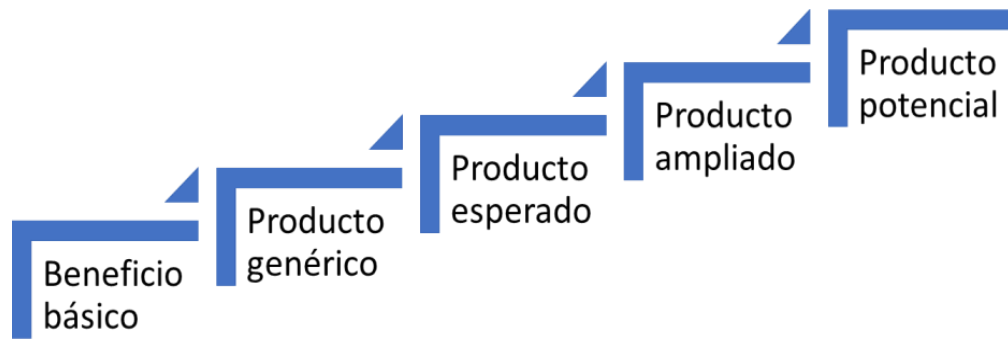 Beneficio
básico
Producto
genérico
Producto
esperado
Producto
ampliado
Producto
potencial